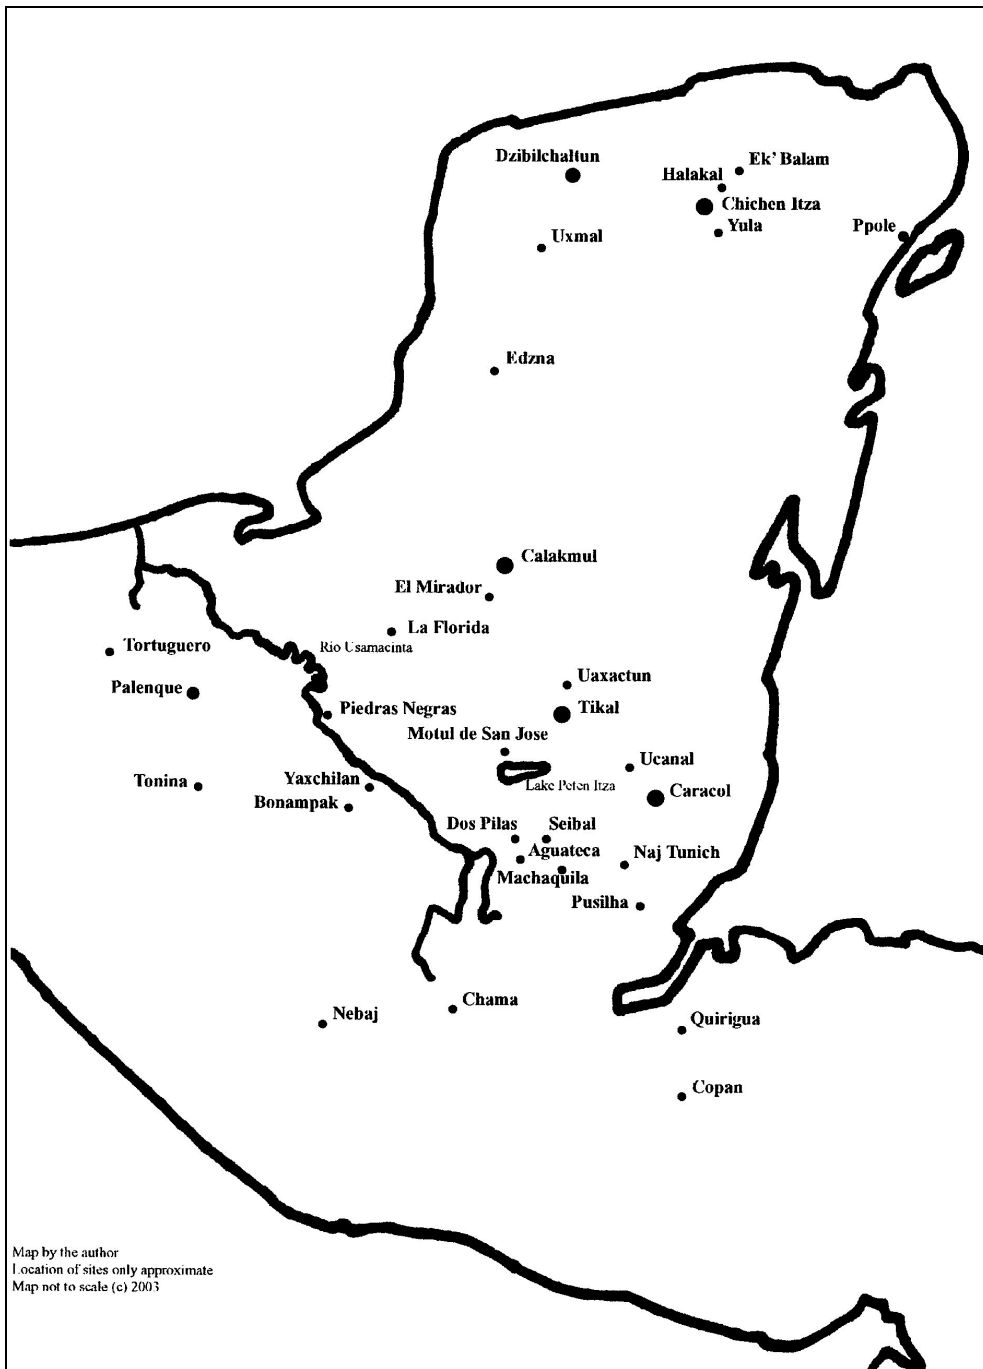 Dzibilchaltun
Ek' Balam
Halakal
Chichen Itza
Yula
Ppole
Uxmal
Edzna
Calakmul
El Mirador
La Florida
Tortuguero
Rio Usamacinta
Palenque
Uaxactun
Piedras Negras
Tikal
Motul de San Jose
Ucanal
Tonina
Yaxchilan
Lake Peten Itza
Bonampak
Caracol
Dos Pilas
Seibal
Aguateca
Naj Tunich
Machaquila
Pusilha
Chama
Nebaj
Quirigua
Copan
Map by the author
Location of sites only approximate
Map not to scale (c) 2003